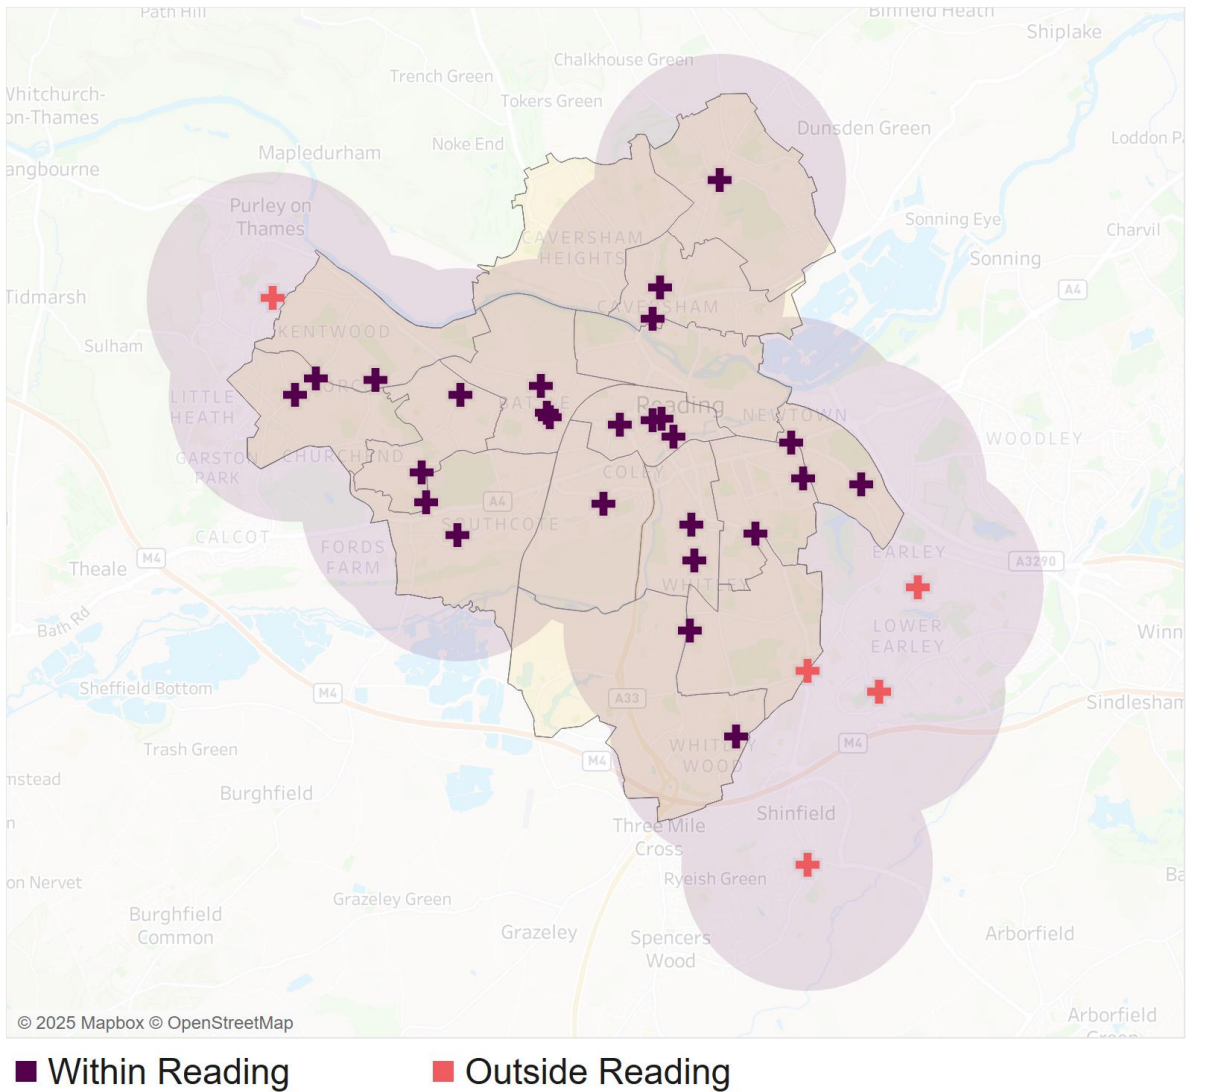 Path Hill
Binfield Heath
Shiplake
Chalkhouse Green
Trench Green
Whitchurch-
on-Thames
Tokers Green
Dunsden Green
Loddon P
Noke End
Mapledurham
angbourne
Purley on
Thames
Sonning Eye
Charvil
CAVERSHAM
HEIGHTS
Sonning
A4
Tidmarsh
CAVERSHAM
KENTWOOD
Sulham
LITTLE
HEATH
Reading
NEWTOWN
WOODLEY
GARSTON
PARK
CHURCHEND
COLEY
A4
SOUTHCOTE
CALCOT
FORDS
FARM
EARLEY
M4
A3290
Theale
WHITLEY
Bath Rd
LOWER
EARLEY
Winn
Sheffield Bottom
M4
A33
Sindlesham
Trash Green
M4
WHITLEY
WOOD
M4
mstead
Burghfield
Shinfield
Three Mile
Cross
n
on Nervet
Ryeish Green
Ba
Grazeley Green
Burghfield
Common
Grazeley
Spencers
Wood
Arborfield
Arborfield
Green
© 2025 Mapbox © OpenStreetMap
Within Reading
Outside Reading